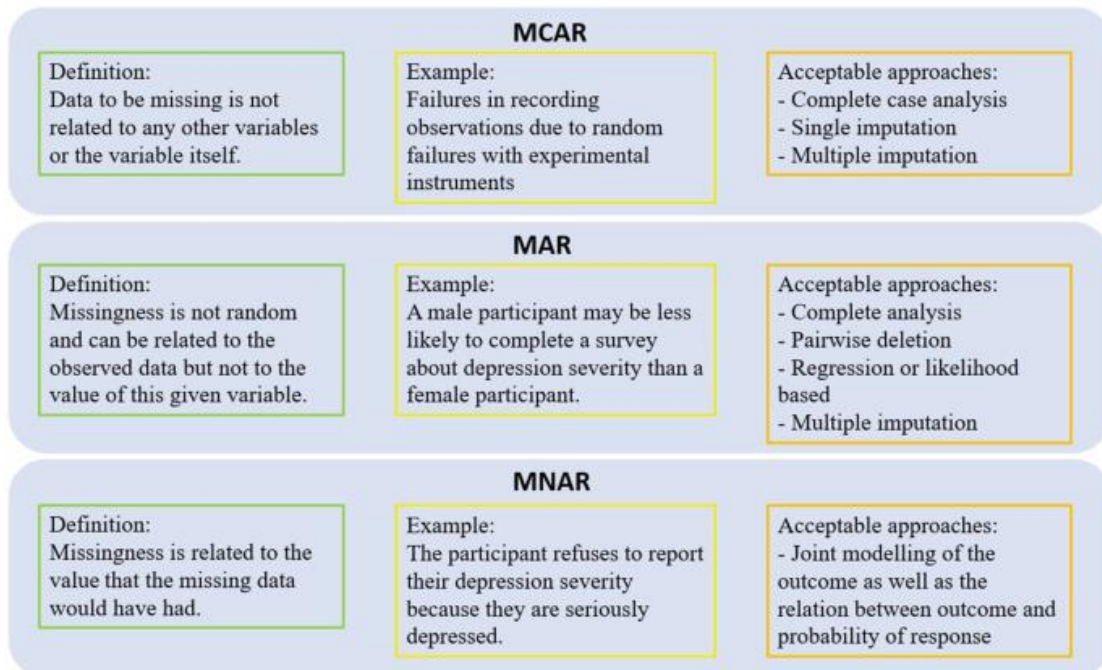 MCAR
Definition:
Data to be missing is not
related to any other variables
or the variable itself.
Example:
Failures in recording
observations due to random
failures with experimental
instruments
Acceptable approaches:
- Complete case analysis
- Single imputation
- Multiple imputation
MAR
Definition:
Missingness is not random
and can be related to the
observed data but not to the
value of this given variable.
Example:
A male participant may be less
likely to complete a survey
about depression severity than a
female participant.
Acceptable approaches:
- Complete analysis
- Pairwise deletion
- Regression or likelihood
based
- Multiple imputation
MNAR
Definition:
Missingness is related to the
value that the missing data
would have had.
Example:
The participant refuses to report
their depression severity
because they are seriously
depressed.
Acceptable approaches:
- Joint modelling of the
outcome as well as the
relation between outcome and
probability of response